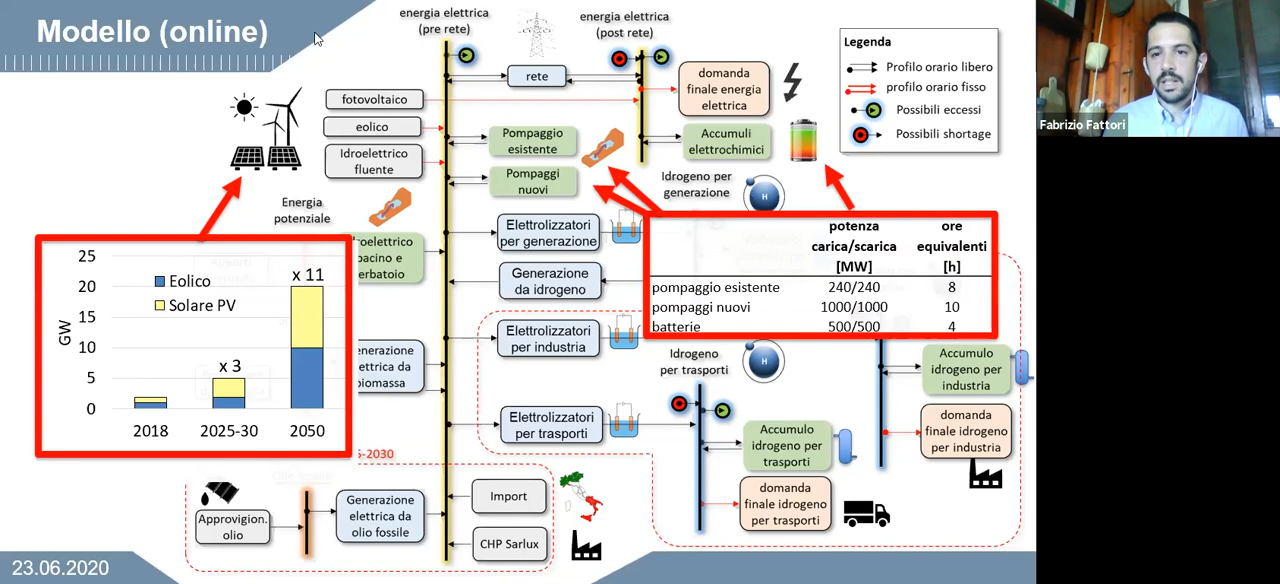 Modello (online)
energia elettrica
(pre rete)
energia elettrica
(post rete)
rete
fotovoltaico
eolico
Idroelettrico
fluente
Pompaggio
esistente
Pompaggi
nuovi
domanda
finale energia
elettrica
Accumuli
elettrochimici
Legenda
Profilo orario libero
profilo orario fisso
Possibili eccessi
Possibili shortage
Fabrizio Fattori
Idrogeno per
generazione
H
Energia
potenziale
Elettrolizzatori
per generazione
Generazione
da idrogeno
potenza
carica/scarica
[MW]
ore
equivalenti
[h]
pompaggio esistente 240/240 8
pompaggi nuovi 1000/1000 10
batterie 500/500 4
25
20
15
10
5
0
GW
Eolico
Solare PV
x 3
x 11
2018 2025-30 2050
Elettrolizzatori
per industria
Idrogeno
per trasporti
H
Accumulo
idrogeno per
industria
domanda
finale idrogeno
per industria
Elettrolizzatori
per trasporti
Accumulo
idrogeno per
trasporti
domanda
finale idrogeno
per trasporti
-2030
Approvigion.
olio
Generazione
elettrica da
olio fossile
Import
CHP Sarlux
23.06.2020